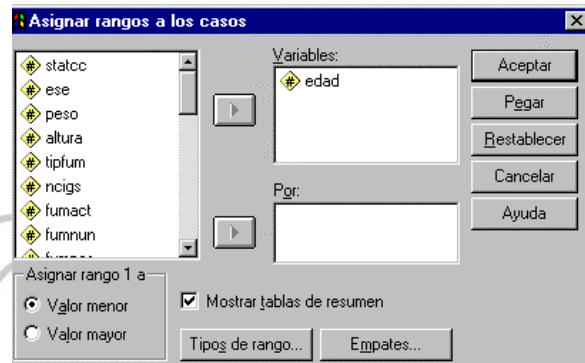 Asignar rangos a los casos
statcc
ese
peso
altura
tipfum
ncigs
fumact
fumnun
Variables:
edad
Por:
Aceptar
Pegar
Restablecer
Cancelar
Ayuda
Asignar rango 1 a
Valor menor
Valor mayor
Mostrar tablas de resumen
Tipos de rango...
Empates...